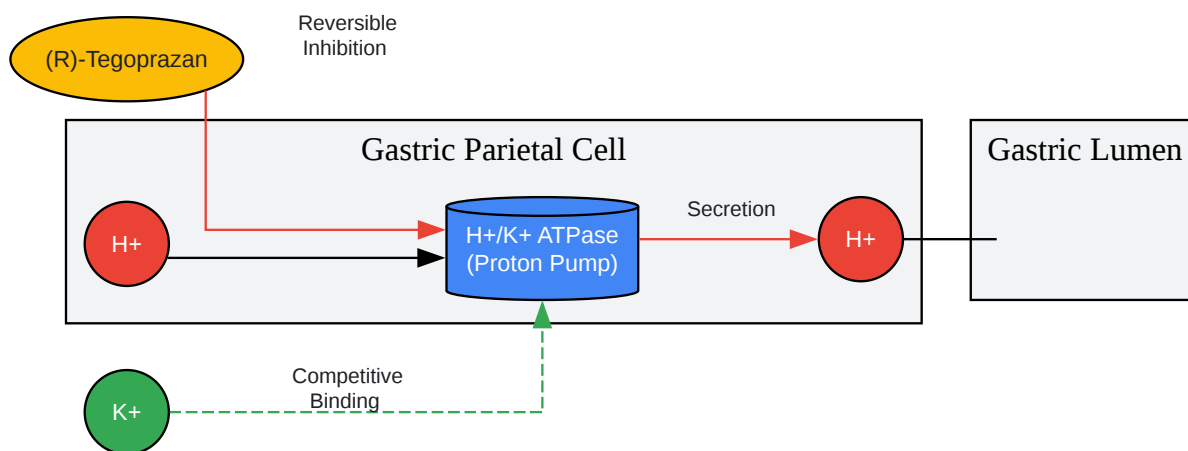 Reversible
Inhibition
(R)-Tegoprazan
Gastric Parietal Cell
Gastric Lumen
H+
H+/K+ ATPase
(Proton Pump)
Secretion
H+
Competitive
Binding
K+